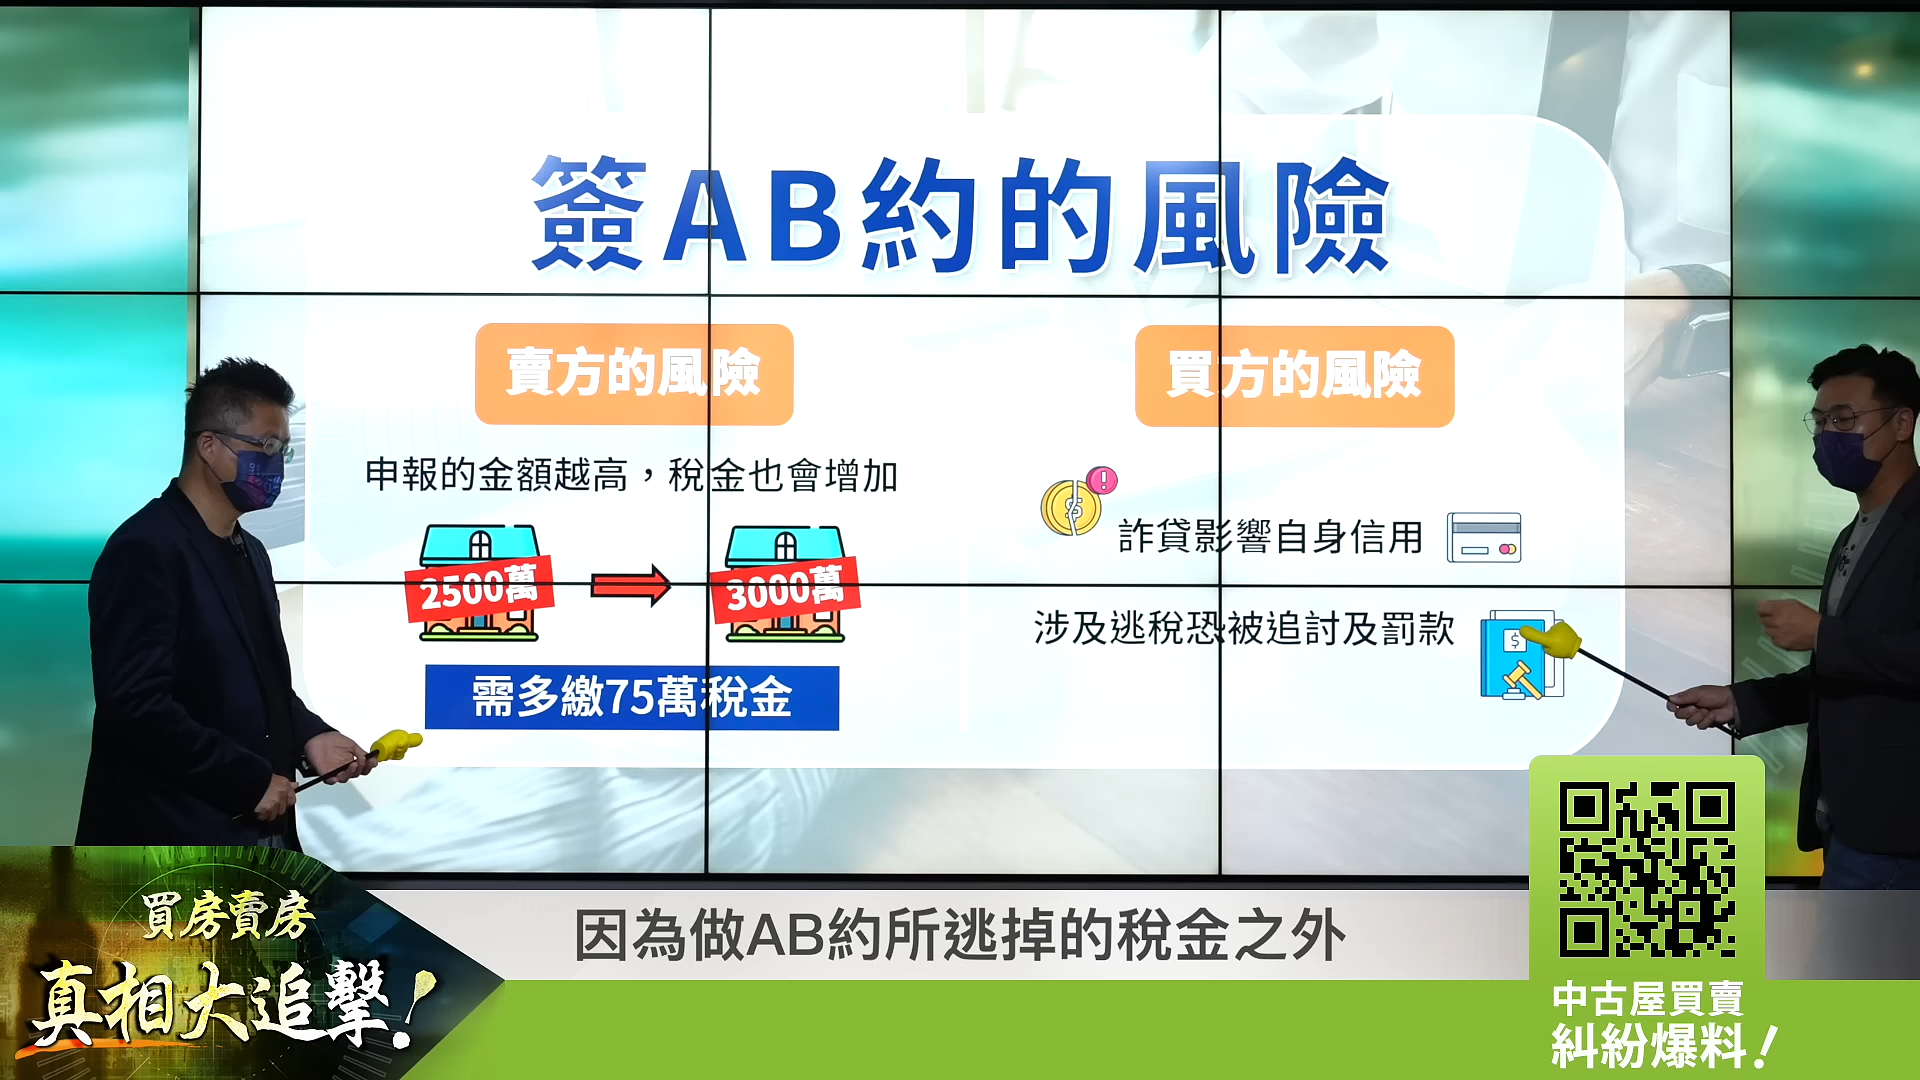 簽AB約的風險
賣方的風險
申報的金額越高，稅金也會增加
2500萬
3000萬
需多繳75萬稅金
買方的風險
詐貸影響自身信用
涉及逃稅恐被追討及罰款
買房賣房
真相大追擊！
因為做AB約所逃掉的稅金之外
中古屋買賣
糾紛爆料！